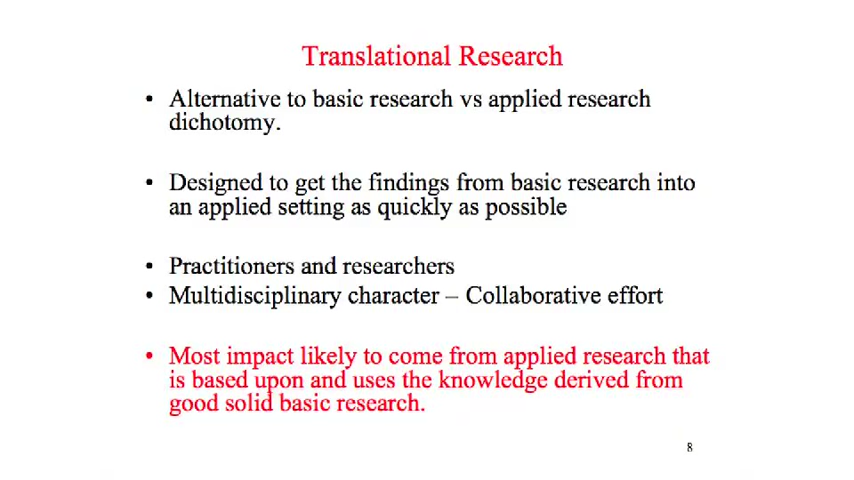 Translational Research
• Alternative to basic research vs applied research
dichotomy.
• Designed to get the findings from basic research into
an applied setting as quickly as possible
• Practitioners and researchers
• Multidisciplinary character – Collaborative effort
• Most impact likely to come from applied research that
is based upon and uses the knowledge derived from
good solid basic research.
8